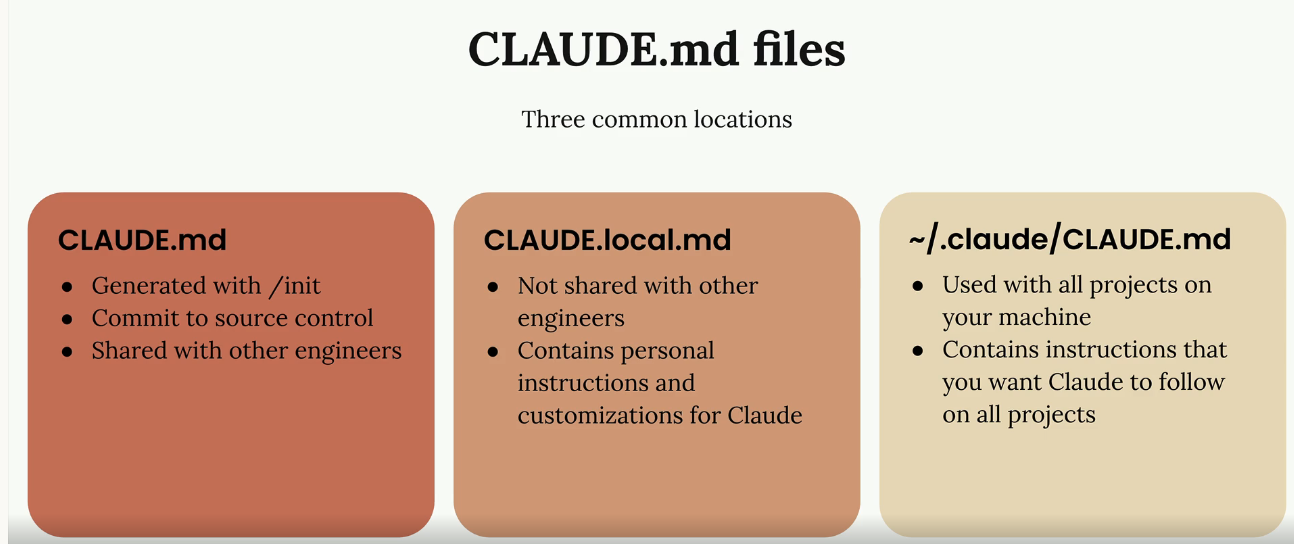 CLAUDE.md files
Three common locations
CLAUDE.md
● Generated with /init
● Commit to source control
● Shared with other engineers
CLAUDE.local.md
● Not shared with other
engineers
● Contains personal
instructions and
customizations for Claude
~/.claude/CLAUDE.md
● Used with all projects on
your machine
● Contains instructions that
you want Claude to follow
on all projects